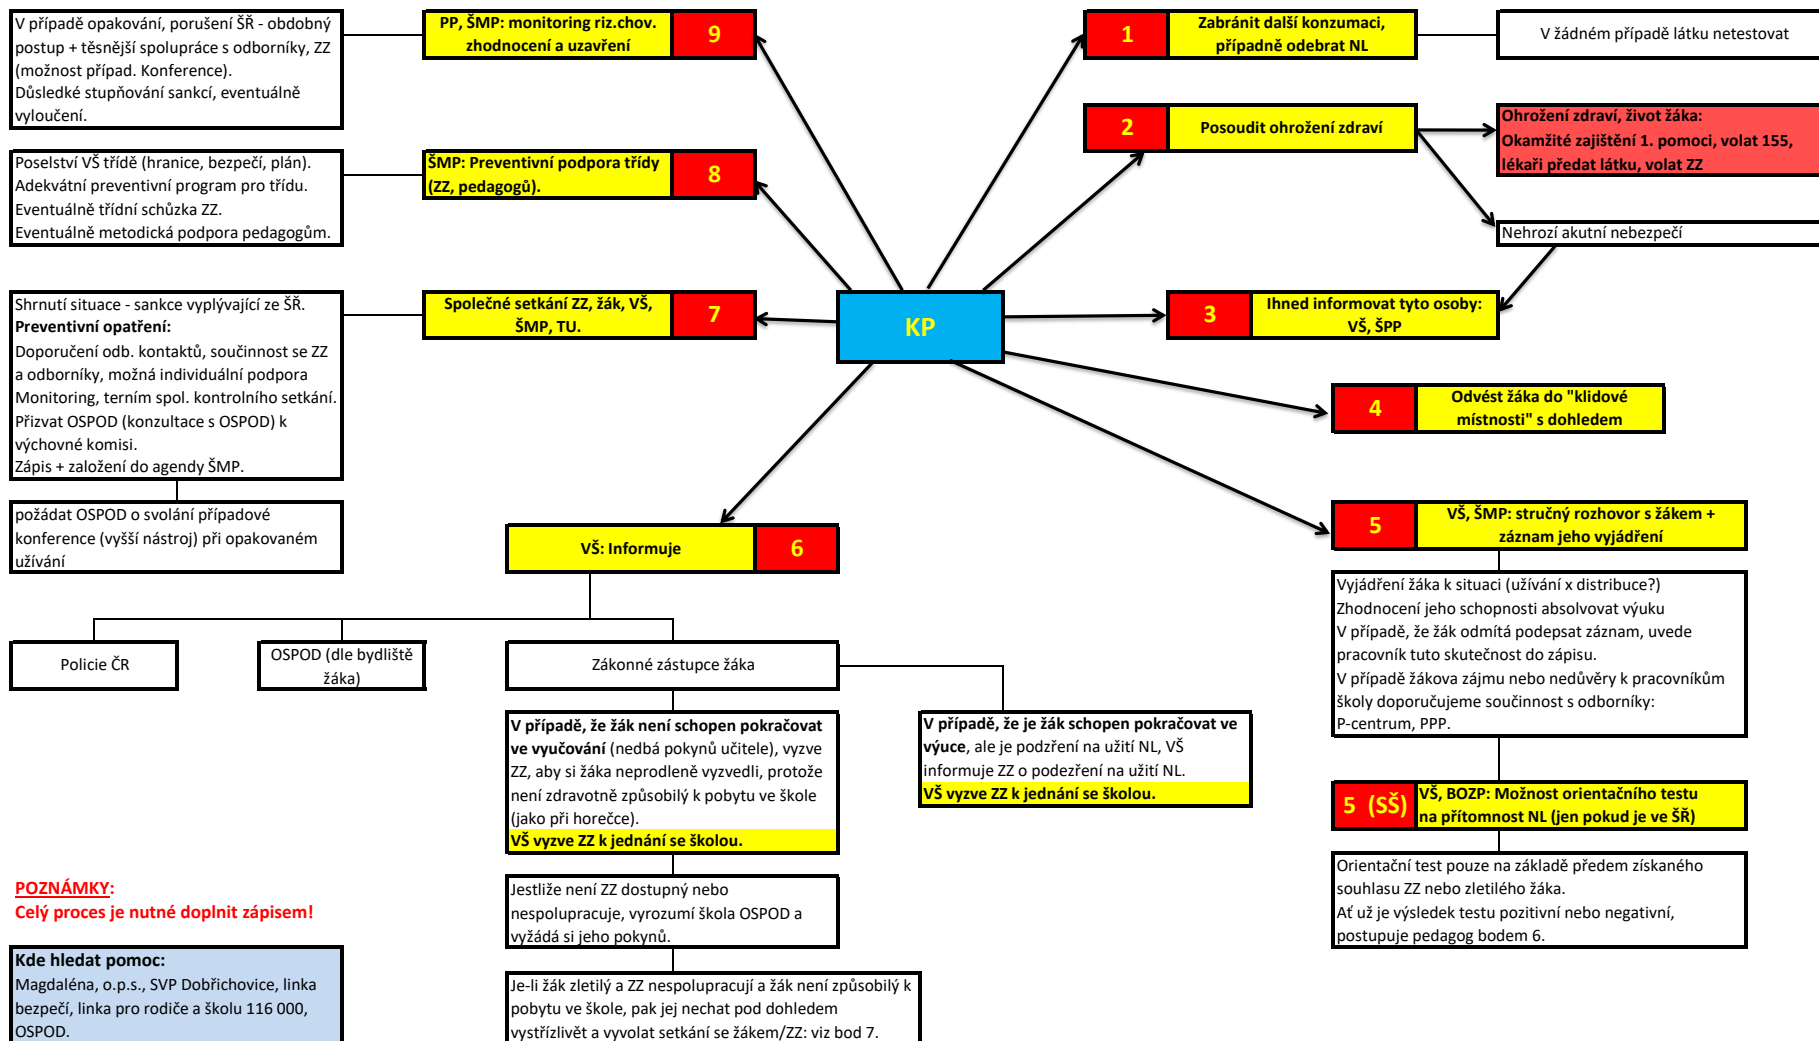 KP
1
Zabránit další konzumaci,
případně odebrat NL
V žádném případě látku netestovat
2
Posoudit ohrožení zdraví
Ohrožení zdraví, život žáka:
Okamžité zajištění 1. pomoci, volat 155,
lékaři předat látku, volat ZZ
Nehrozí akutní nebezpečí
3
Ihned informovat tyto osoby:
VŠ, ŠPP
4
Odvést žáka do "klidové
místnosti" s dohledem
5
VŠ, ŠMP: stručný rozhovor s žákem +
záznam jeho vyjádření
Vyjádření žáka k situaci (užívání x distribuce?)
Zhodnocení jeho schopnosti absolvovat výuku
V případě, že žák odmítá podepsat záznam, uvede
pracovník tuto skutečnost do zápisu.
V případě žákova zájmu nebo nedůvěry k pracovníkům
školy doporučujeme součinnost s odborníky:
P-centrum, PPP.
5 (SŠ)
VŠ, BOZP: Možnost orientačního testu
na přítomnost NL (jen pokud je ve ŠŘ)
Orientační test pouze na základě předem získaného
souhlasu ZZ nebo zletilého žáka.
Ať už je výsledek testu pozitivní nebo negativní,
postupuje pedagog bodem 6.
VŠ: Informuje
6
Policie ČR
OSPOD (dle bydliště
žáka)
Zákonné zástupce žáka
V případě, že žák není schopen pokračovat
ve vyučování (nedbá pokynů učitele), vyzve
ZZ, aby si žáka neprodleně vyzvedli, protože
není zdravotně způsobilý k pobytu ve škole
(jako při horečce).
VŠ vyzve ZZ k jednání se školou.
V případě, že je žák schopen pokračovat ve
výuce, ale je podzření na užití NL, VŠ
informuje ZZ o podezření na užití NL.
VŠ vyzve ZZ k jednání se školou.
Jestliže není ZZ dostupný nebo
nespolupracuje, vyrozumí škola OSPOD a
vyžádá si jeho pokynů.
Je-li žák zletilý a ZZ nespolupracují a žák není způsobilý k
pobytu ve škole, pak jej nechat pod dohledem
vystřízlivět a vyvolat setkání se žákem/ZZ: viz bod 7.
Společné setkání ZZ, žák, VŠ,
ŠMP, TU.
7
Shrnutí situace - sankce vyplývající ze ŠŘ.
Preventivní opatření:
Doporučení odb. kontaktů, součinnost se ZZ
a odborníky, možná individuální podpora
Monitoring, terním spol. kontrolního setkání.
Přizvat OSPOD (konzultace s OSPOD) k
výchovné komisi.
Zápis + založení do agendy ŠMP.
požádat OSPOD o svolání případové
konference (vyšší nástroj) při opakovaném
užívání
ŠMP: Preventivní podpora třídy
(ZZ, pedagogů).
8
Poselství VŠ třídě (hranice, bezpečí, plán).
Adekvátní preventivní program pro třídu.
Eventuálně třídní schůzka ZZ.
Eventuálně metodická podpora pedagogům.
PP, ŠMP: monitoring riz.chov.
zhodnocení a uzavření
9
V případě opakování, porušení ŠŘ - obdobný
postup + těsnější spolupráce s odborníky, ZZ
(možnost případ. Konference).
Důsledké stupňování sankcí, eventuálně
vyloučení.
POZNÁMKY:
Celý proces je nutné doplnit zápisem!
Kde hledat pomoc:
Magdaléna, o.p.s., SVP Dobřichovice, linka
bezpečí, linka pro rodiče a školu 116 000,
OSPOD.